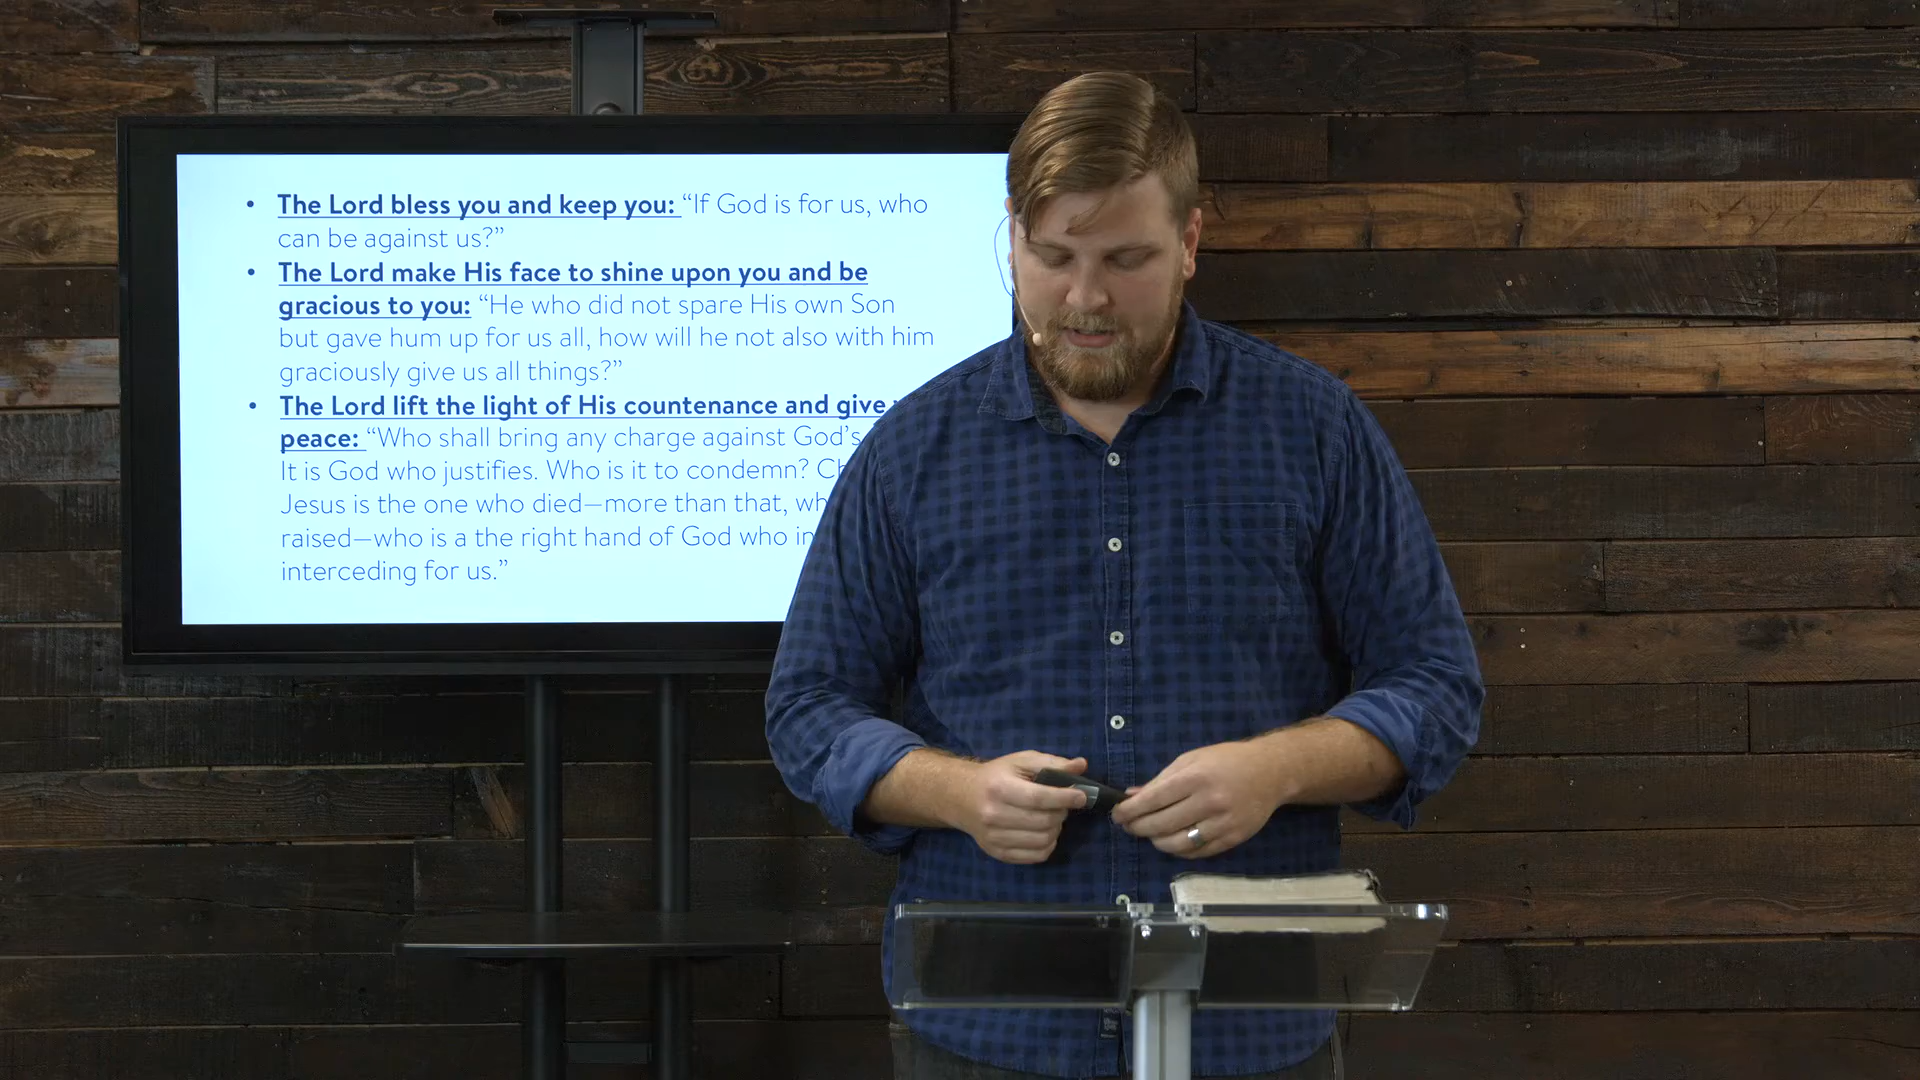 • The Lord bless you and keep you: “If God is for us, who
can be against us?”
• The Lord make His face to shine upon you and be
gracious to you: “He who did not spare His own Son
but gave hum up for us all, how will he not also with him
graciously give us all things?”
• The Lord lift the light of His countenance and give
peace: “Who shall bring any charge against God’s
It is God who justifies. Who is it to condemn?
Jesus is the one who died—more than that,
raised—who is a the right hand of God who
interceding for us.”